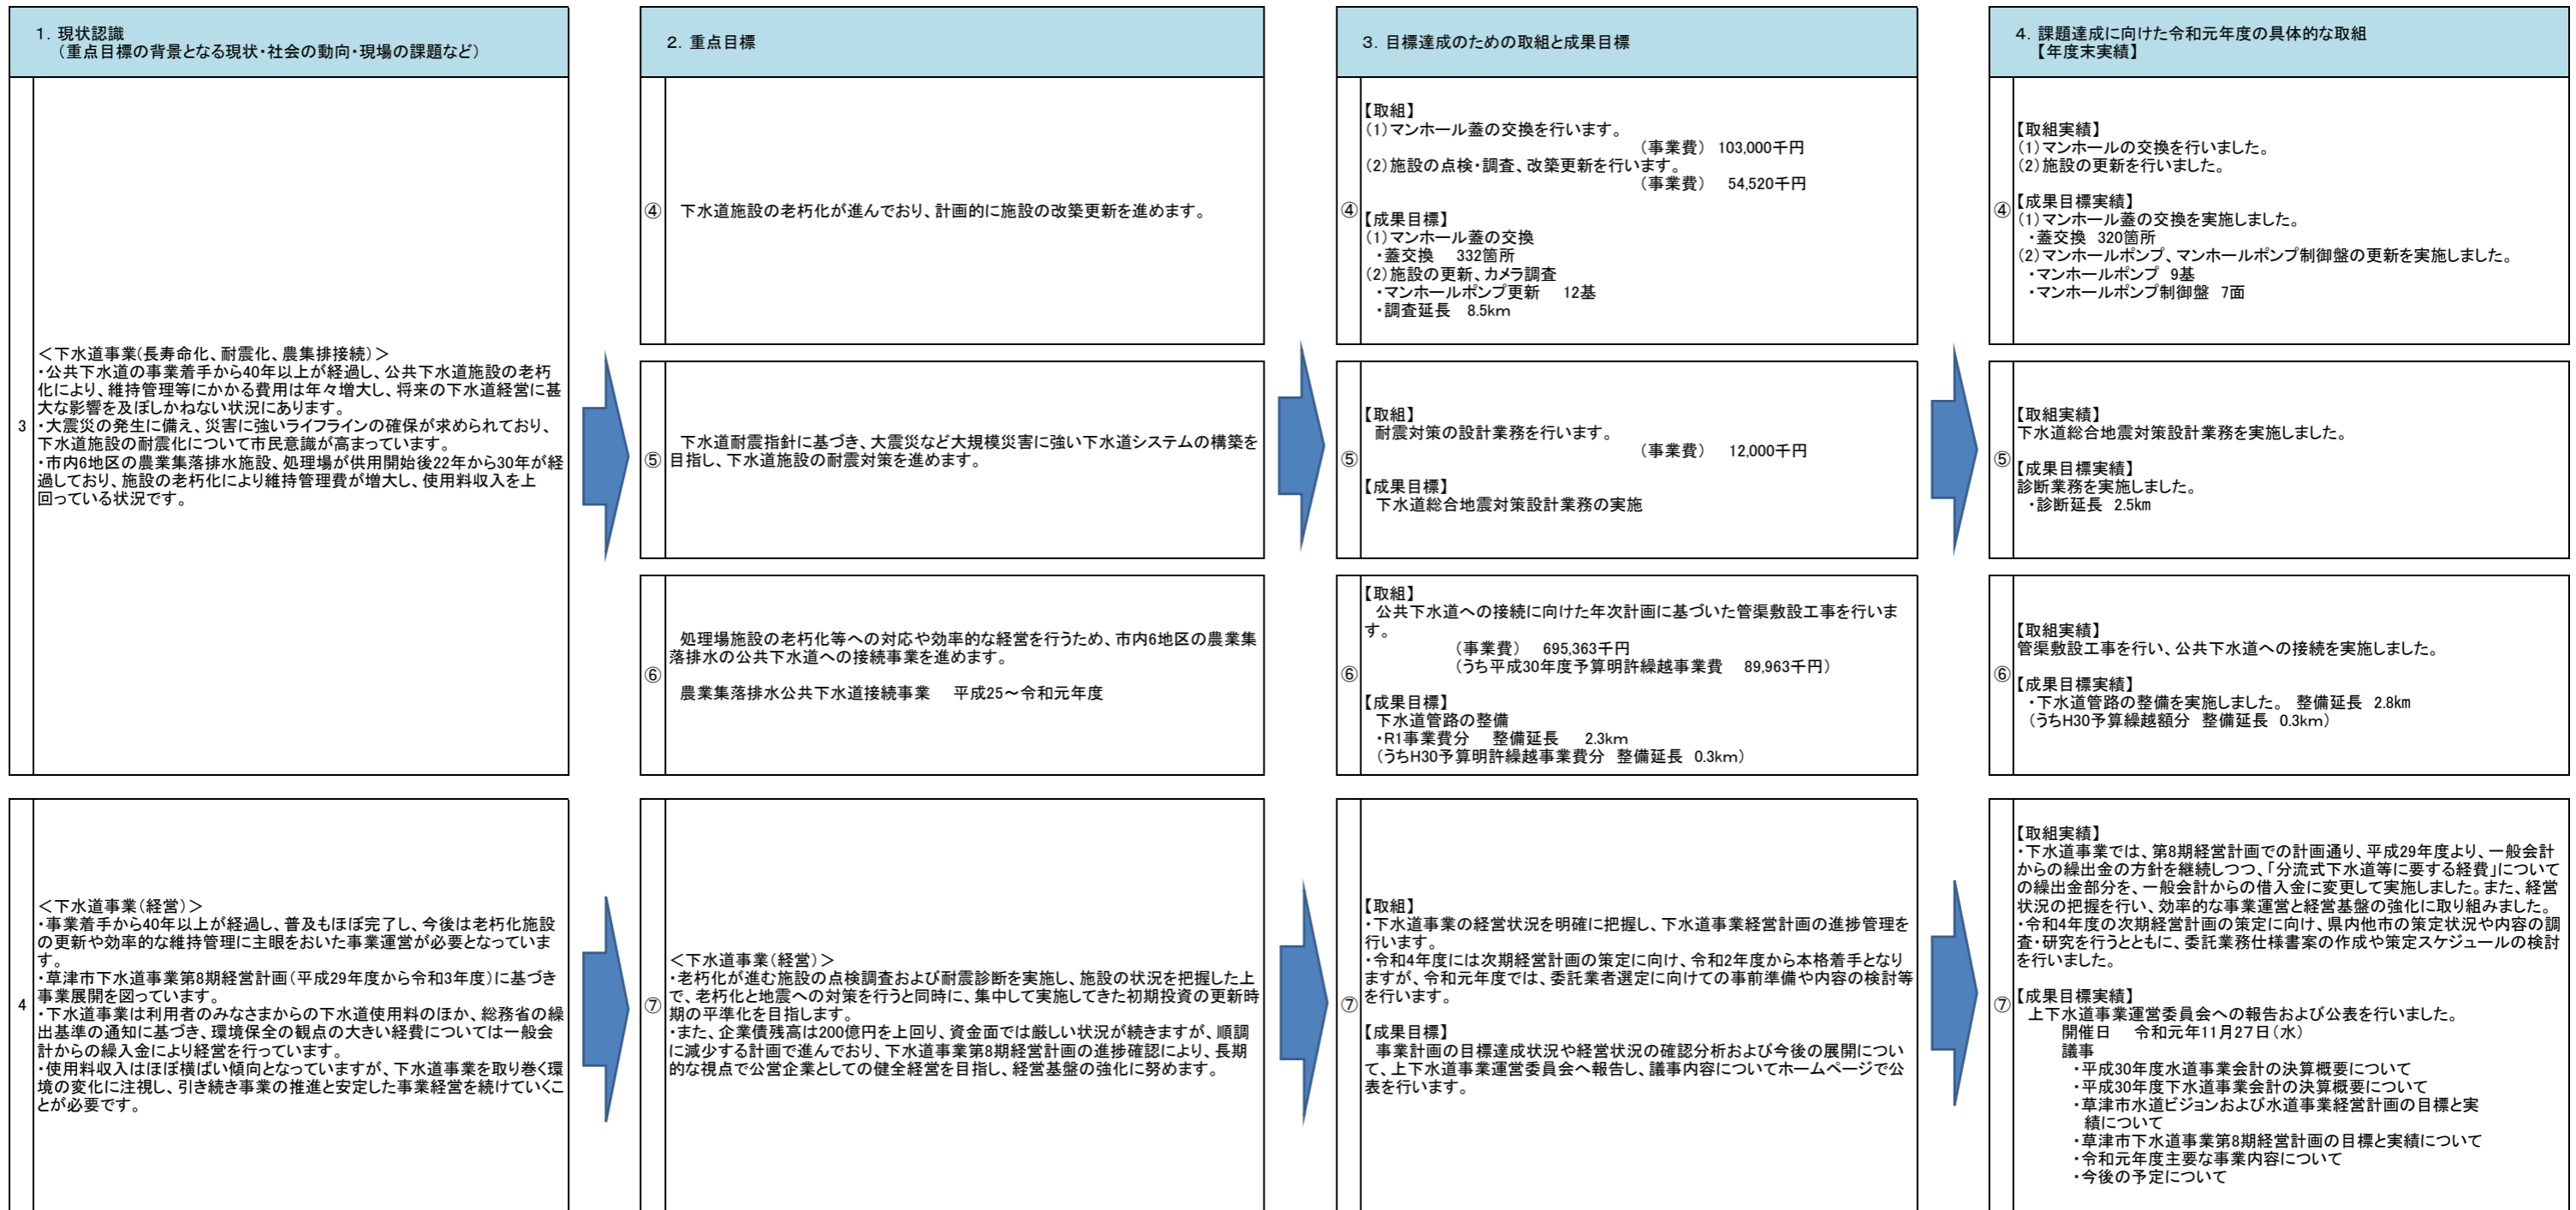 1．現状認識
（重点目標の背景となる現状・社会の動向・現場の課題など）
2．重点目標
3．目標達成のための取組と成果目標
4．課題達成に向けた令和元年度の具体的な取組
【年度末実績】
3
＜下水道事業（長寿命化、耐震化、農集排接続）＞
・公共下水道の事業着手から40年以上が経過し、公共下水道施設の老朽
化により、維持管理等にかかる費用は年々増大し、将来の下水道経営に甚
大な影響を及ぼしかねない状況にあります。
・大震災の発生に備え、災害に強いライフラインの確保が求められており、
下水道施設の耐震化について市民意識が高まっています。
・市内6地区の農業集落排水施設、処理場が供用開始後22年から30年が経
過しており、施設の老朽化により維持管理費が増大し、使用料収入を上
回っている状況です。
④
下水道施設の老朽化が進んでおり、計画的に施設の改築更新を進めます。
④
【取組】
（1）マンホール蓋の交換を行います。
（事業費） 103,000千円
（2）施設の点検・調査、改築更新を行います。
（事業費） 54,520千円
【成果目標】
（1）マンホール蓋の交換
・蓋交換 332箇所
（2）施設の更新、カメラ調査
・マンホールポンプ更新 12基
・調査延長 8.5km
④
【取組実績】
（1）マンホールの交換を行いました。
（2）施設の更新を行いました。
【成果目標実績】
（1）マンホール蓋の交換を実施しました。
・蓋交換 320箇所
（2）マンホールポンプ、マンホールポンプ制御盤の更新を実施しました。
・マンホールポンプ 9基
・マンホールポンプ制御盤 7面
⑤
下水道耐震指針に基づき、大震災など大規模災害に強い下水道システムの構築を
目指し、下水道施設の耐震対策を進めます。
⑤
【取組】
耐震対策の設計業務を行います。
（事業費） 12,000千円
【成果目標】
下水道総合地震対策設計業務の実施
⑤
【取組実績】
下水道総合地震対策設計業務を実施しました。
【成果目標実績】
診断業務を実施しました。
・診断延長 2.5km
⑥
処理場施設の老朽化等への対応や効率的な経営を行うため、市内6地区の農業集
落排水の公共下水道への接続事業を進めます。
農業集落排水公共下水道接続事業 平成25～令和元年度
⑥
【取組】
公共下水道への接続に向けた年次計画に基づいた管渠敷設工事を行いま
す。
（事業費） 695,363千円
（うち平成30年度予算明許繰越事業費 89,963千円）
【成果目標】
下水道管路の整備
・R1事業費分 整備延長 2.3km
（うちH30予算明許繰越事業費分 整備延長 0.3km）
⑥
【取組実績】
管渠敷設工事を行い、公共下水道への接続を実施しました。
【成果目標実績】
・下水道管路の整備を実施しました。 整備延長 2.8km
（うちH30予算繰越額分 整備延長 0.3km）
4
＜下水道事業（経営）＞
・事業着手から40年以上が経過し、普及もほぼ完了し、今後は老朽化施設
の更新や効率的な維持管理に主眼をおいた事業運営が必要となっていま
す。
・草津市下水道事業第8期経営計画（平成29年度から令和3年度）に基づき
事業展開を図っています。
・下水道事業は利用者のみなさまからの下水道使用料のほか、総務省の繰
出基準の通知に基づき、環境保全の観点の大きい経費については一般会
計からの繰入金により経営を行っています。
・使用料収入はほぼ横ばい傾向となっていますが、下水道事業を取り巻く環
境の変化に注視し、引き続き事業の推進と安定した事業経営を続けていくこ
とが必要です。
⑦
＜下水道事業（経営）＞
・老朽化が進む施設の点検調査および耐震診断を実施し、施設の状況を把握した上
で、老朽化と地震への対策を行うと同時に、集中して実施してきた初期投資の更新時
期の平準化を目指します。
・また、企業債残高は200億円を上回り、資金面では厳しい状況が続きますが、順調
に減少する計画で進んでおり、下水道事業第8期経営計画の進捗確認により、長期
的な視点で公営企業としての健全経営を目指し、経営基盤の強化に努めます。
⑦
【取組】
・下水道事業の経営状況を明確に把握し、下水道事業経営計画の進捗管理を
行います。
・令和4年度には次期経営計画の策定に向け、令和2年度から本格着手となり
ますが、令和元年度では、委託業者選定に向けての事前準備や内容の検討等
を行います。
【成果目標】
事業計画の目標達成状況や経営状況の確認分析および今後の展開につい
て、上下水道事業運営委員会へ報告し、議事内容についてホームページで公
表を行います。
⑦
【取組実績】
・下水道事業では、第8期経営計画での計画通り、平成29年度より、一般会計
からの繰出金の方針を継続しつつ、「分流式下水道等に要する経費」について
の繰出金部分を、一般会計からの借入金に変更して実施しました。また、経営
状況の把握を行い、効率的な事業運営と経営基盤の強化に取り組みました。
・令和4年度の次期経営計画の策定に向け、県内他市の策定状況や内容の調
査・研究を行うとともに、委託業務仕様書案の作成や策定スケジュールの検討
を行いました。
【成果目標実績】
上下水道事業運営委員会への報告および公表を行いました。
開催日 令和元年11月27日（水）
議事
・平成30年度水道事業会計の決算概要について
・平成30年度下水道事業会計の決算概要について
・草津市水道ビジョンおよび水道事業経営計画の目標と実
績について
・草津市下水道事業第8期経営計画の目標と実績について
・令和元年度主要な事業内容について
・今後の予定について